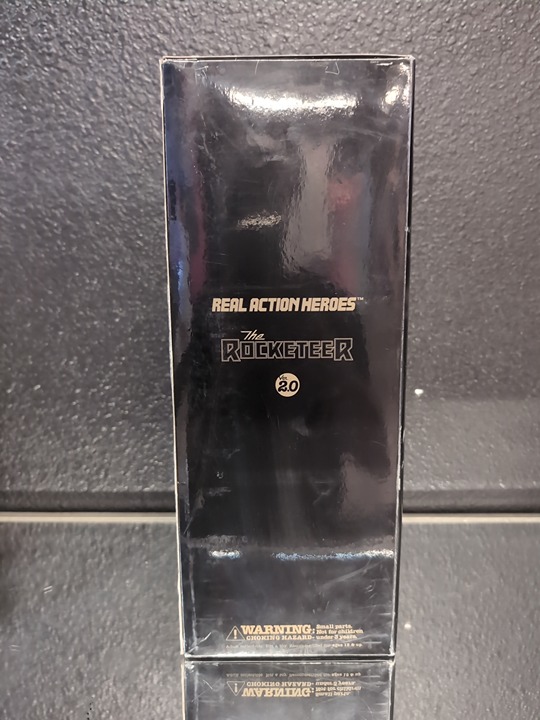 REAL ACTION HEROES™
The
ROCKETEER
2.0
WARNING: Small parts.
CHOKING HAZARD- Not for children
under 3 years.